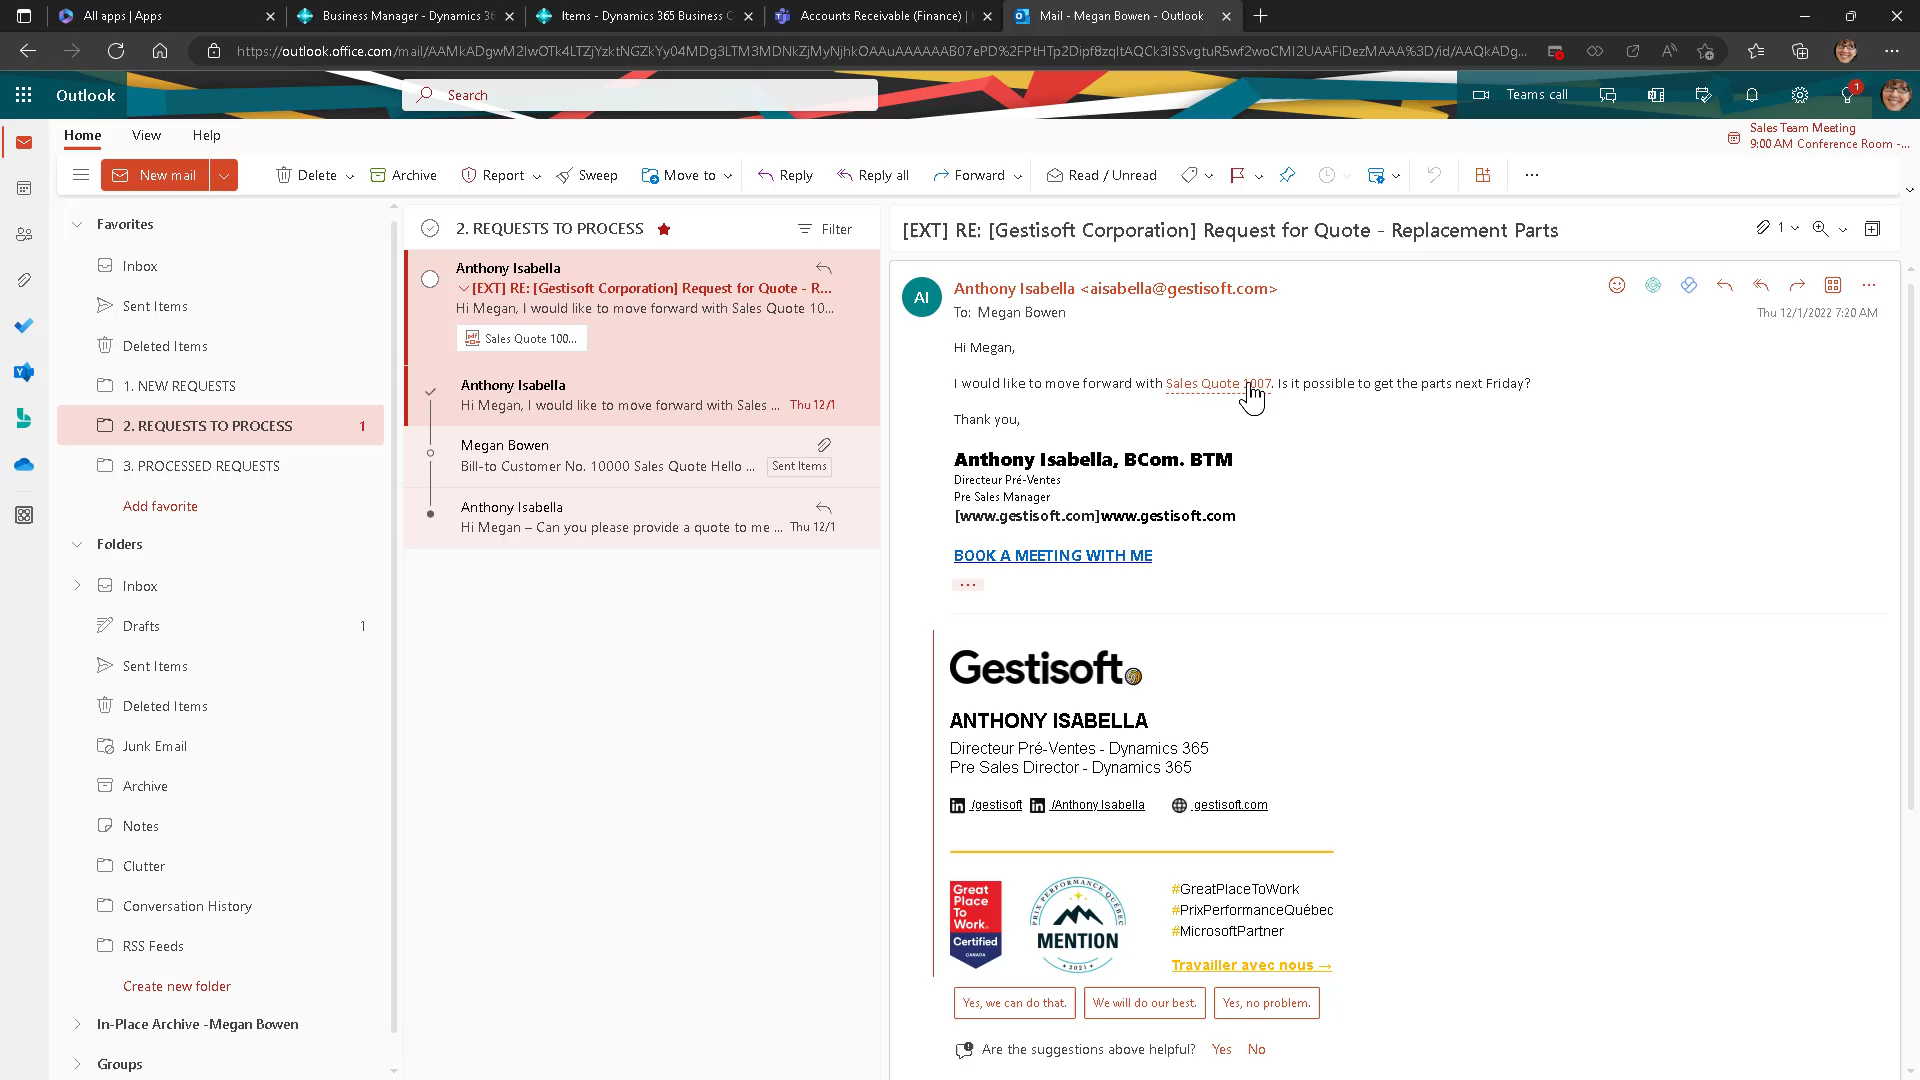 All apps | Apps
Business Manager - Dynamics 36
Items - Dynamics 365 Business C
Accounts Receivable (Finance) |
Mail - Megan Bowen - Outlook
Outlook
Search
Teams call
1
Home
View
Help
Sales Team Meeting
9:00 AM Conference Room -...
New mail
Delete
Archive
Report
Sweep
Move to
Reply
Reply all
Forward
Read / Unread
Favorites
Inbox
Sent Items
Deleted Items
1. NEW REQUESTS
2. REQUESTS TO PROCESS 1
3. PROCESSED REQUESTS
Add favorite
Folders
Inbox
Drafts 1
Sent Items
Deleted Items
Junk Email
Archive
Notes
Clutter
Conversation History
RSS Feeds
Create new folder
In-Place Archive -Megan Bowen
Groups
2. REQUESTS TO PROCESS
Filter
Anthony Isabella
[EXT] RE: [Gestisoft Corporation] Request for Quote - R...
Hi Megan, I would like to move forward with Sales Quote 10...
pdf
Sales Quote 100...
Anthony Isabella
Hi Megan, I would like to move forward with Sales ... Thu 12/1
Megan Bowen
Bill-to Customer No. 10000 Sales Quote Hello ... Sent Items
Anthony Isabella
Hi Megan – Can you please provide a quote to me ... Thu 12/1
[EXT] RE: [Gestisoft Corporation] Request for Quote - Replacement Parts
1
AI
Anthony Isabella <aisabella@gestisoft.com>
To: Megan Bowen
Thu 12/1/2022 7:20 AM
Hi Megan,
I would like to move forward with Sales Quote 1007. Is it possible to get the parts next Friday?
Thank you,
Anthony Isabella, BCom. BTM
Directeur Pré-Ventes
Pre Sales Manager
[www.gestisoft.com]www.gestisoft.com
BOOK A MEETING WITH ME
...
Gestisoft
ANTHONY ISABELLA
Directeur Pré-Ventes - Dynamics 365
Pre Sales Director - Dynamics 365
/gestisoft
/Anthony Isabella
gestisoft.com
Great
Place
To
Work.
Certified
CANADA
PRIX PERFORMANCE QUÉBEC
MENTION
• 2021 •
#GreatPlaceToWork
#PrixPerformanceQuébec
#MicrosoftPartner
Travailler avec nous →
Yes, we can do that.
We will do our best.
Yes, no problem.
Are the suggestions above helpful? Yes No